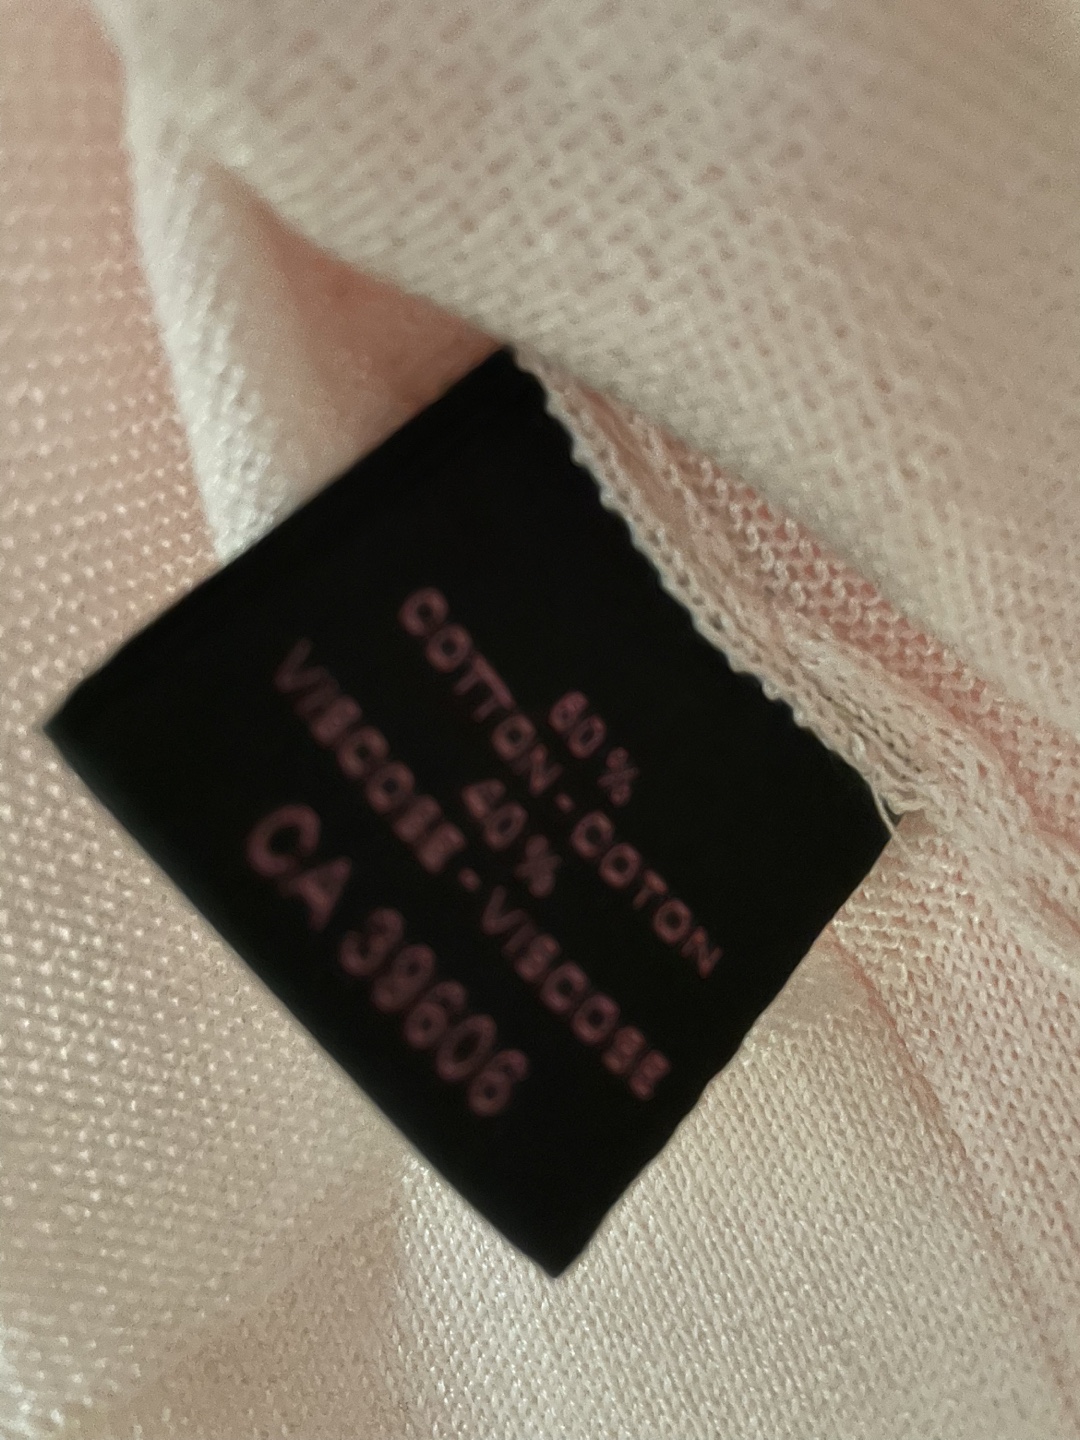 60 %
COTTON - COTON
40 %
VISCOSE - VISCOSE
CA 39606